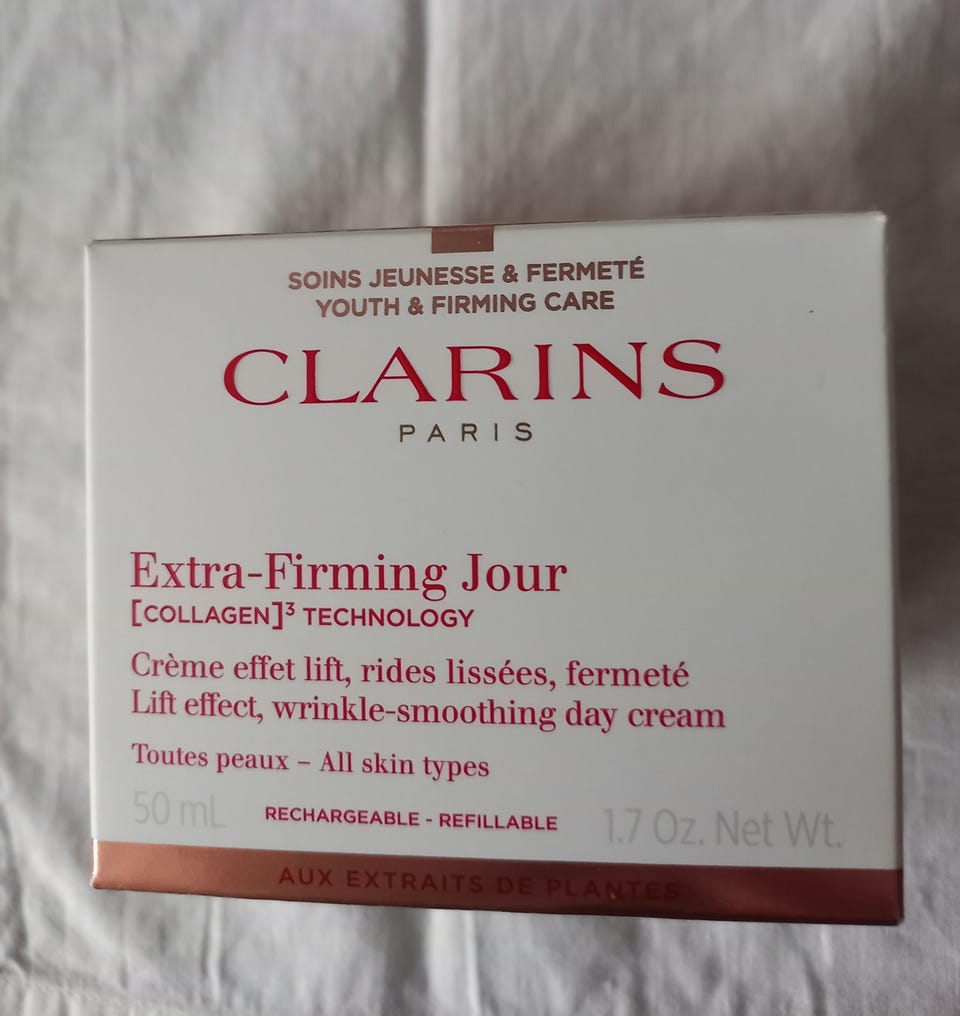 SOINS JEUNESSE & FERMETÉ
YOUTH & FIRMING CARE
CLARINS
PARIS
Extra-Firming Jour
[COLLAGEN]³ TECHNOLOGY
Crème effet lift, rides lissées, fermeté
Lift effect, wrinkle-smoothing day cream
Toutes peaux – All skin types
50 mL RECHARGEABLE - REFILLABLE 1.7 Oz. Net Wt.
AUX EXTRAITS DE PLANTES